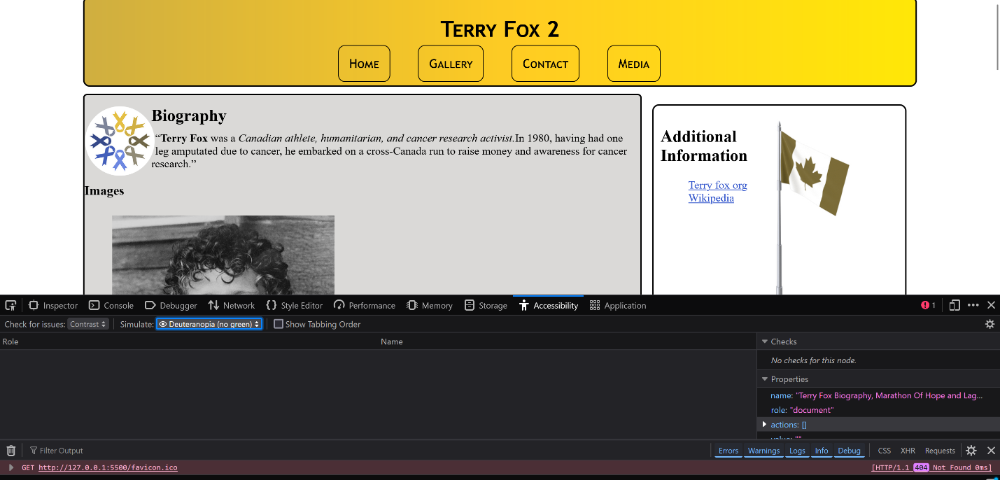 Terry Fox 2
Home Gallery Contact Media
Biography
“Terry Fox was a Canadian athlete, humanitarian, and cancer research activist.In 1980, having had one
leg amputated due to cancer, he embarked on a cross-Canada run to raise money and awareness for cancer
research.”
Images
Additional
Information
Terry fox org
Wikipedia
Inspector Console Debugger Network Style Editor Performance Memory Storage Accessibility Application 1
Check for issues: Contrast Simulate: Deuteranopia (no green) Show Tabbing Order
Role Name
Checks
No checks for this node.
Properties
name: "Terry Fox Biography, Marathon Of Hope and Lag...
role: "document"
actions: []
value: ""
Filter Output Errors Warnings Logs Info Debug CSS XHR Requests
GET http://127.0.0.1:5500/favicon.ico [HTTP/1.1 404 Not Found 0ms]